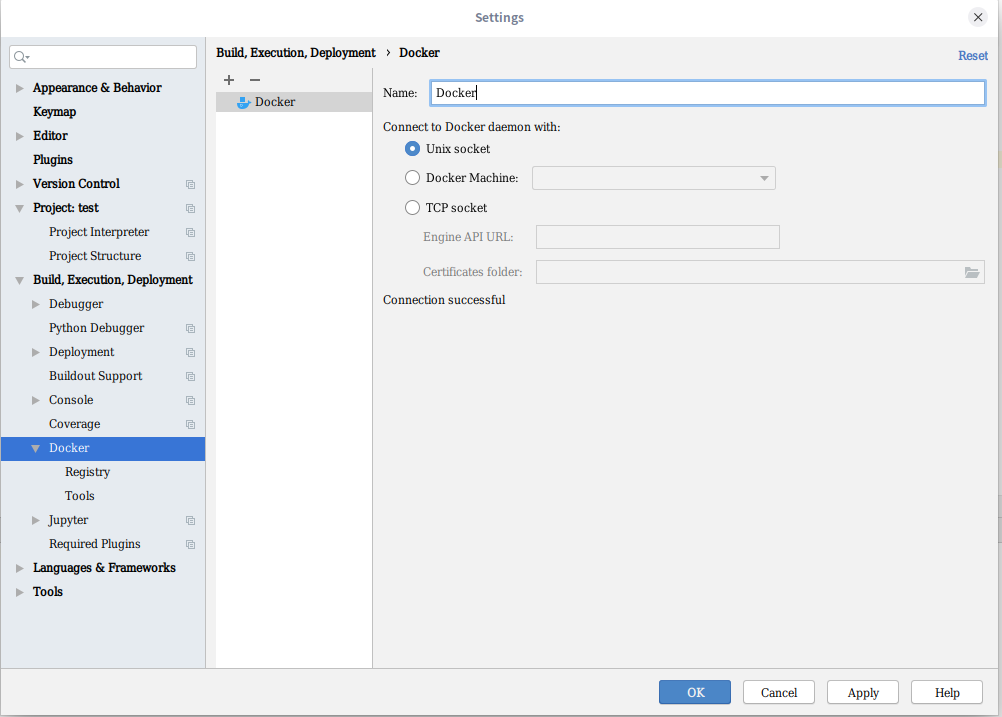 Settings
Build, Execution, Deployment › Docker
Reset
Appearance & Behavior
Keymap
Editor
Plugins
Version Control
Project: test
Project Interpreter
Project Structure
Build, Execution, Deployment
Debugger
Python Debugger
Deployment
Buildout Support
Console
Coverage
Docker
Registry
Tools
Jupyter
Required Plugins
Languages & Frameworks
Tools
Docker
Name: Docker
Connect to Docker daemon with:
Unix socket
Docker Machine:
TCP socket
Engine API URL:
Certificates folder:
Connection successful
OK Cancel Apply Help